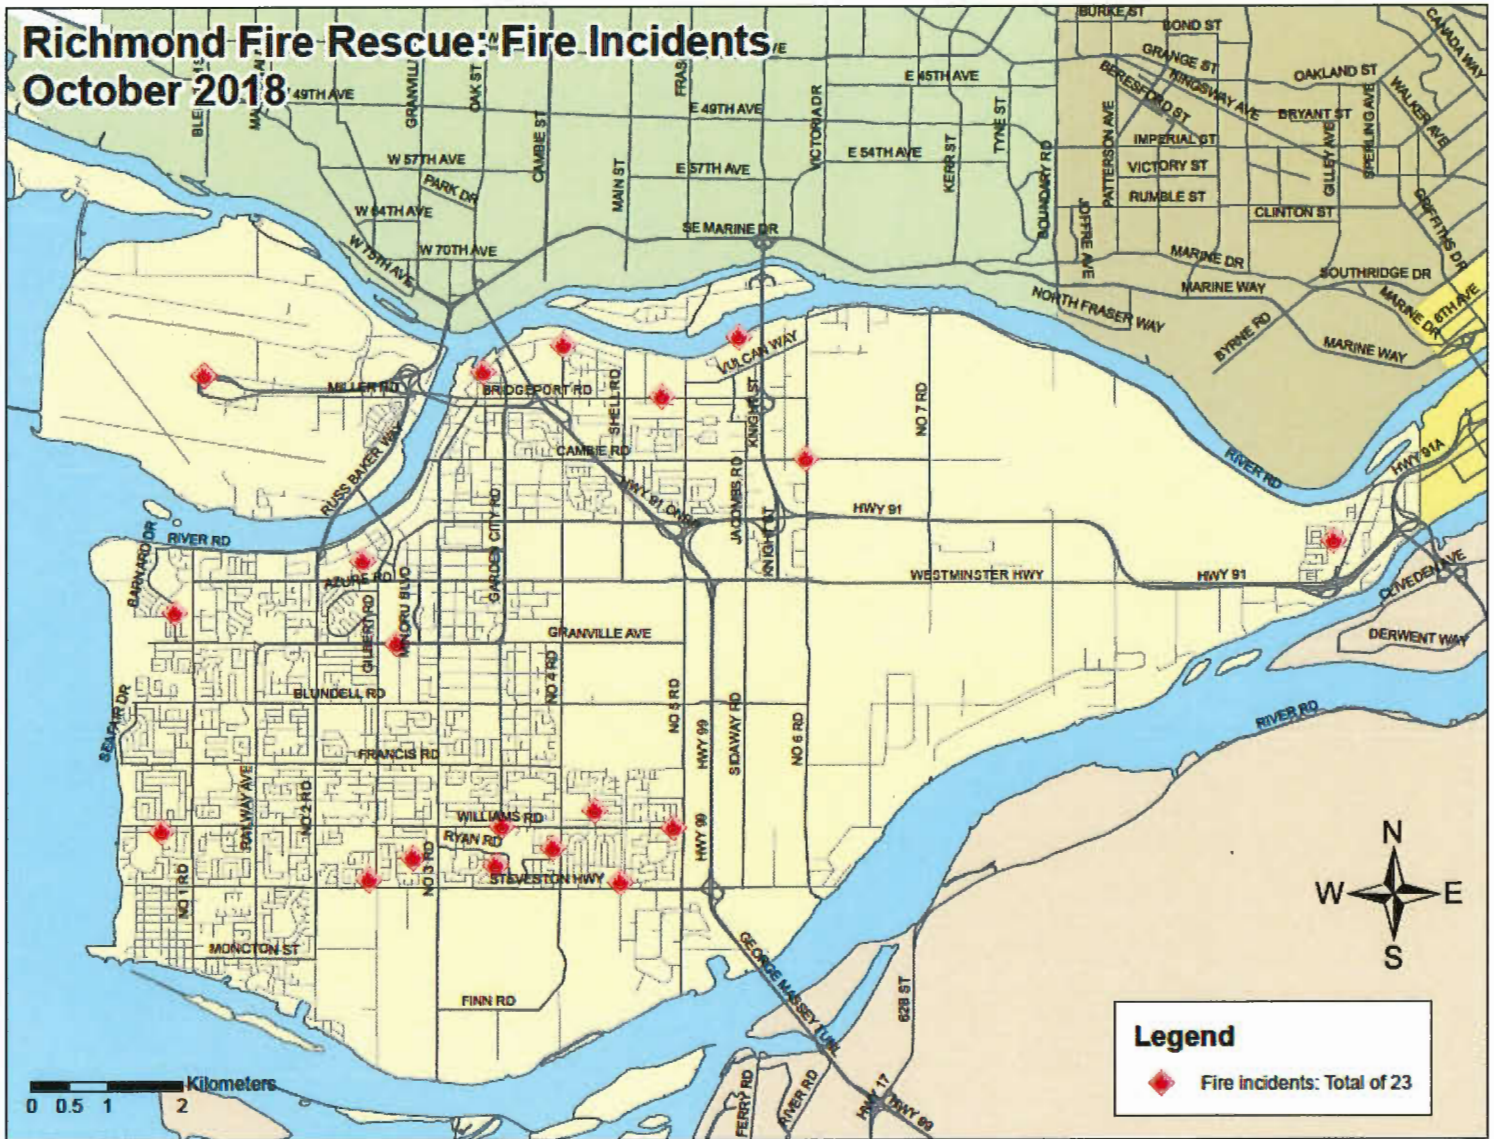 Richmond Fire Rescue: Fire Incidents
October 2018
BURKE ST
BOND ST
CANADA WAY
GRANGE ST
OAKLAND ST
E 45TH AVE
BERESFORD ST
KINGSWAY AVE
WALKER AVE
49TH AVE
OAK ST
E 49TH AVE
VICTORIA DR
TYNE ST
PATTERSON AVE
BRYANT ST
SPERLING AVE
CAMBIE ST
IMPERIAL ST
GILLEY AVE
W 57TH AVE
E 57TH AVE
E 54TH AVE
KERR ST
BOUNDARY RD
VICTORY ST
PARK DR
MAIN ST
RUMBLE ST
W 64TH AVE
CLINTON ST
GRIFFITHS DR
JOFFRE AVE
SE MARINE DR
W 70TH AVE
W 75TH AVE
MARINE DR
SOUTHRIDGE DR
MARINE WAY
MARINE DR
8TH AVE
NORTH FRASER WAY
BYRNE RD
MARINE WAY
VULCAN WAY
MILLER RD
BRIDGEPORT RD
SHELL RD
KNIGHT ST
NO 7 RD
RUSS BAKER WAY
CAMBIE RD
RIVER RD
HWY 91A
HWY 91
JACOMBS RD
HWY 91
GARDEN CITY RD
KNIGHT ST
RIVER RD
BARNARD DR
AZURE RD
MINORU BLVD
WESTMINSTER HWY
HWY 91
CLIVEDEN AVE
GILBERT RD
GRANVILLE AVE
DERWENT WAY
NO 4 RD
BLUNDELL RD
NO 5 RD
SEAFAIR DR
HWY 99
SIDAWAY RD
NO 6 RD
RIVER RD
FRANCIS RD
RAILWAY AVE
NO 2 RD
WILLIAMS RD
RYAN RD
HWY 99
NO 3 RD
STEVESTON HWY
NO 1 RD
MONCTON ST
FINN RD
GEORGE MASSEY TUNL
62B ST
N
W
E
S
Legend
Fire incidents: Total of 23
Kilometers
0 0.5 1 2
FERRY RD
RIVER RD
HWY 17
HWY 99